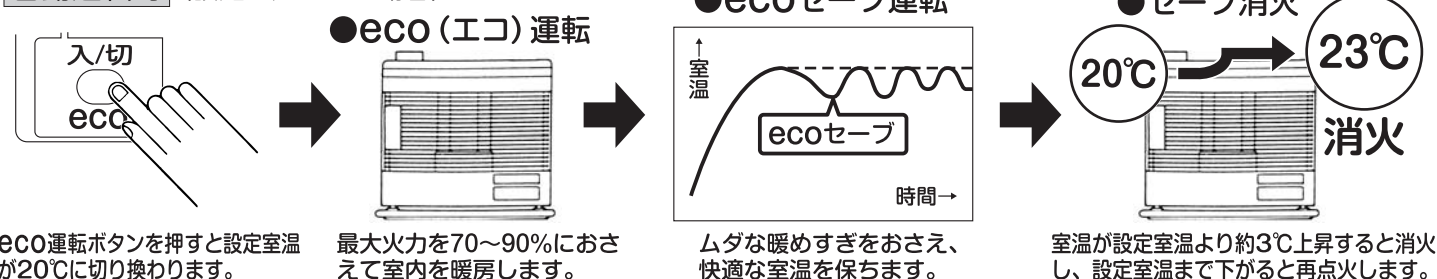 ●eco(エコ)運転
●ecoセーブ運転
●セーブ消火
入/切
eco
↑室温
ecoセーブ
時間→
20℃
23℃
消火
eco運転ボタンを押すと設定室温
が20℃に切り換わります。
最大火力を70〜90%におさ
えて室内を暖房します。
ムダな暖めすぎをおさえ、
快適な室温を保ちます。
室温が設定室温より約3℃上昇すると消火
し、設定室温まで下がると再点火します。